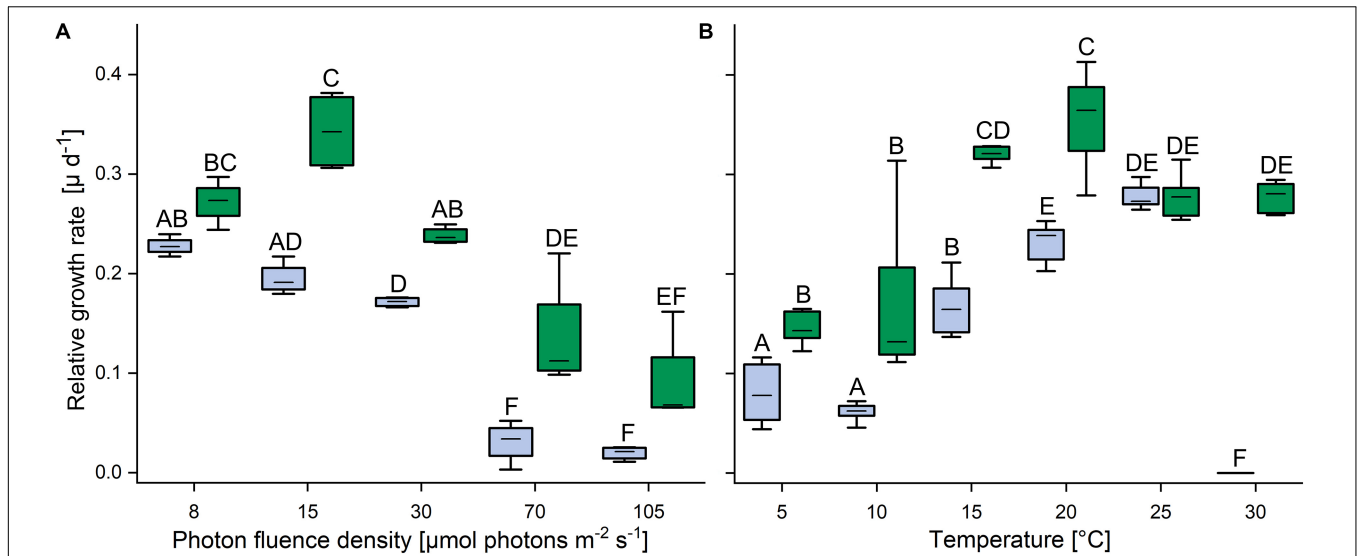 A
B
Relative growth rate [µ d⁻¹]
0.4
0.3
0.2
0.1
0.0
AB
BC
AD
C
D
AB
F
DE
F
EF
8
15
30
70
105
Photon fluence density [µmol photons m⁻² s⁻¹]
A
B
A
B
B
CD
E
C
DE
DE
F
DE
5
10
15
20
25
30
Temperature [°C]